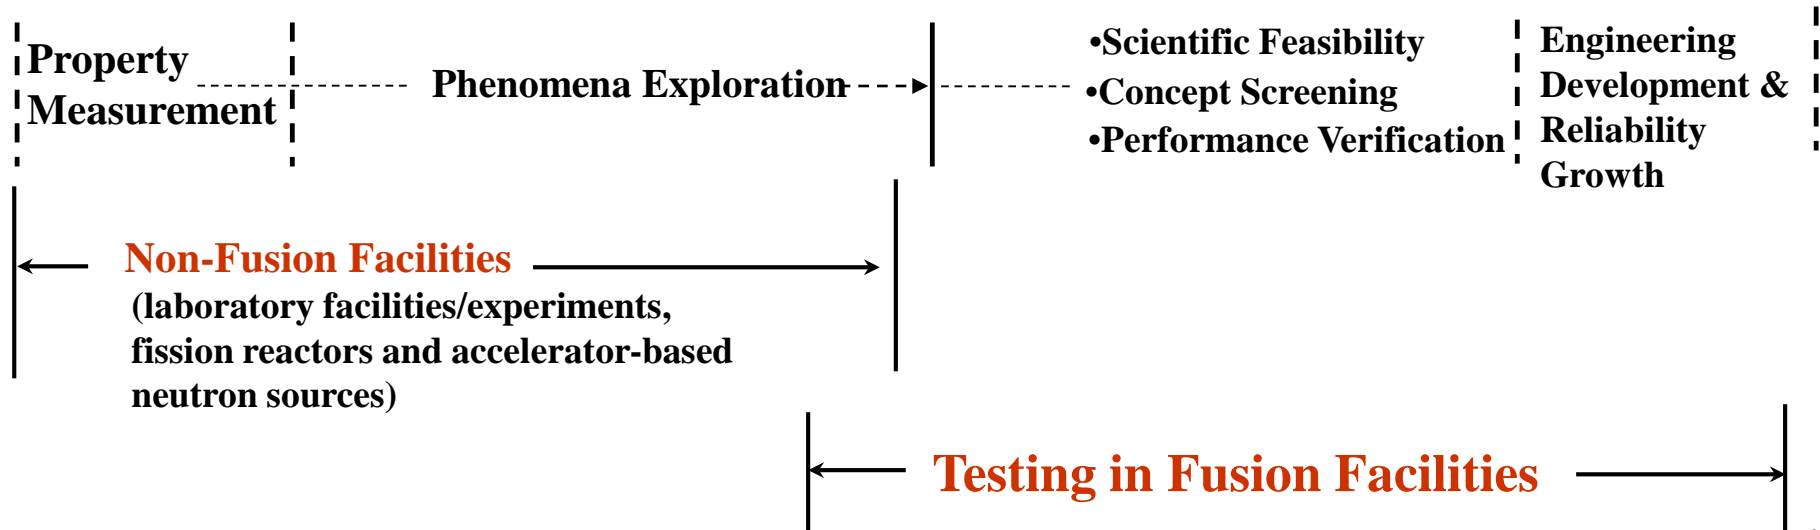 Property
Measurement
Phenomena Exploration
•Scientific Feasibility
•Concept Screening
•Performance Verification
Engineering
Development &
Reliability
Growth
Non-Fusion Facilities
(laboratory facilities/experiments,
fission reactors and accelerator-based
neutron sources)
Testing in Fusion Facilities